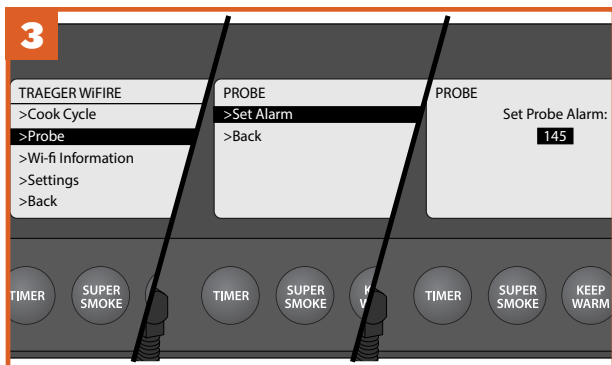 3
TRAEGER WiFIRE
>Cook Cycle
>Probe
>Wi-fi Information
>Settings
>Back
PROBE
>Set Alarm
>Back
PROBE
Set Probe Alarm:
145
TIMER
SUPER
SMOKE
TIMER
SUPER
SMOKE
TIMER
SUPER
SMOKE
KEEP
WARM